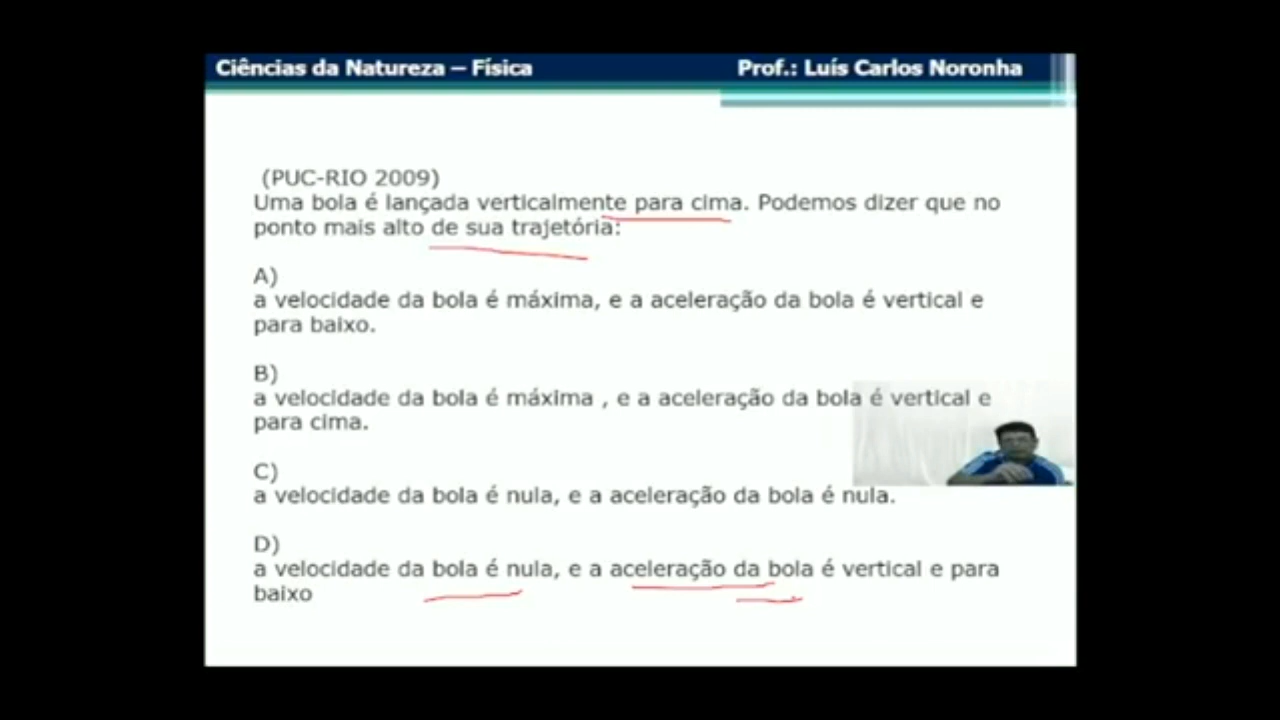 Ciências da Natureza – Física
Prof.: Luís Carlos Noronha
(PUC-RIO 2009)
Uma bola é lançada verticalmente para cima. Podemos dizer que no
ponto mais alto de sua trajetória:
A)
a velocidade da bola é máxima, e a aceleração da bola é vertical e
para baixo.
B)
a velocidade da bola é máxima , e a aceleração da bola é vertical e
para cima.
C)
a velocidade da bola é nula, e a aceleração da bola é nula.
D)
a velocidade da bola é nula, e a aceleração da bola é vertical e para
baixo